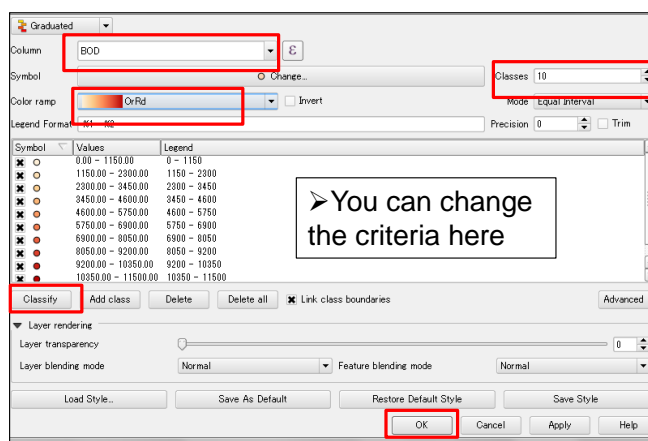 Graduated
Column BOD ε
Symbol Change... Classes 10
Color ramp OrRd Invert Mode Equal Interval
Legend Format %1 - %2 Precision 0 Trim
Symbol Values Legend
0.00 - 1150.00 0 - 1150
1150.00 - 2300.00 1150 - 2300
2300.00 - 3450.00 2300 - 3450
3450.00 - 4600.00 3450 - 4600
4600.00 - 5750.00 4600 - 5750
5750.00 - 6900.00 5750 - 6900
6900.00 - 8050.00 6900 - 8050
8050.00 - 9200.00 8050 - 9200
9200.00 - 10350.00 9200 - 10350
10350.00 - 11500.00 10350 - 11500
➢You can change
the criteria here
Classify Add class Delete Delete all Link class boundaries Advanced
Layer rendering
Layer transparency 0
Layer blending mode Normal Feature blending mode Normal
Load Style... Save As Default Restore Default Style Save Style
OK Cancel Apply Help